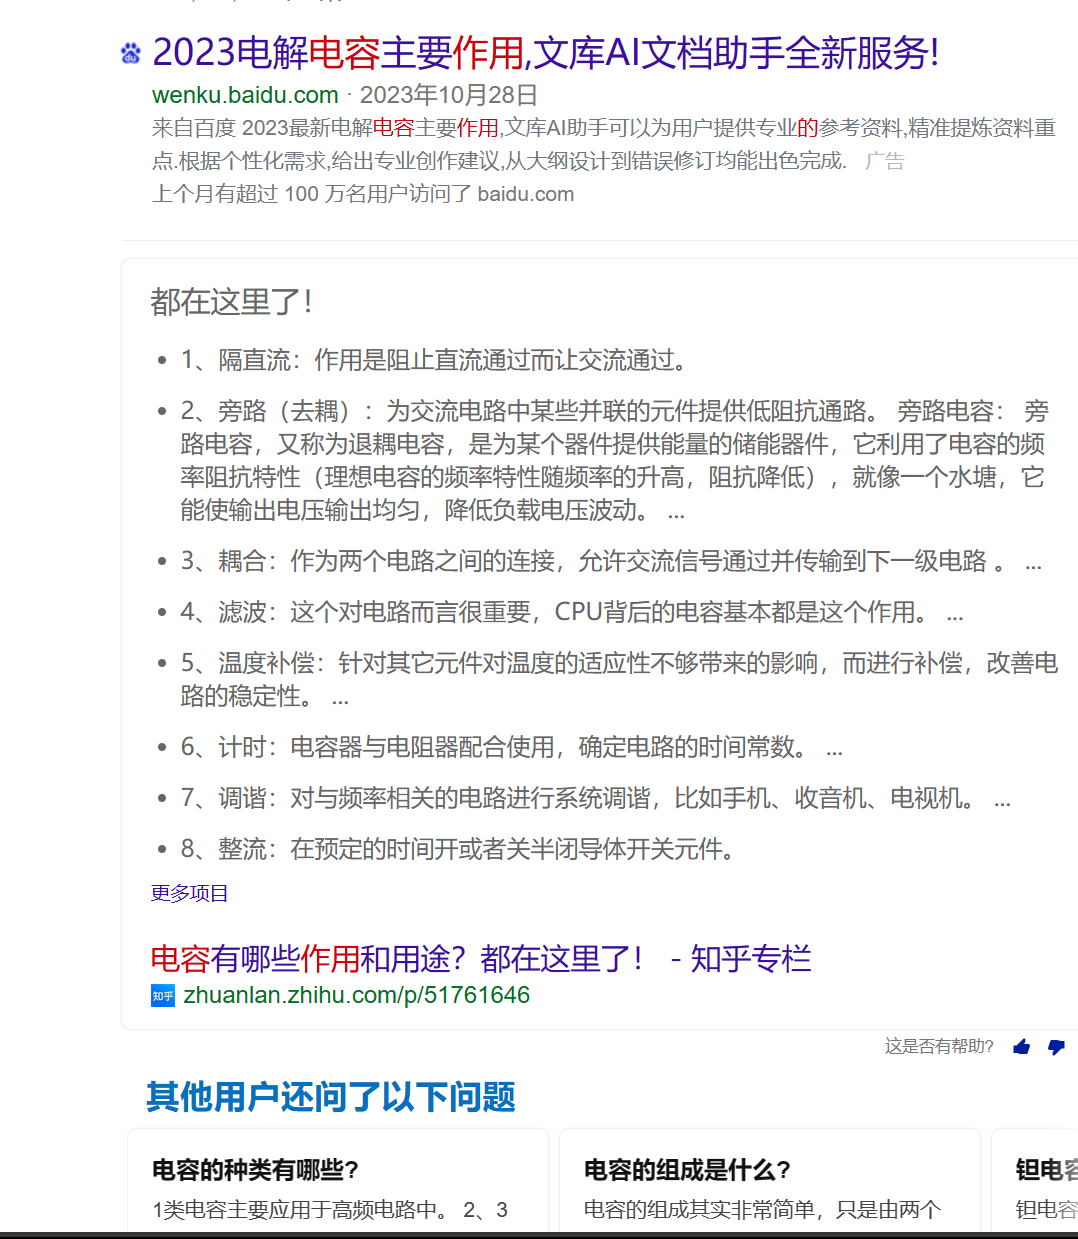 2023电解电容主要作用,文库AI文档助手全新服务!
wenku.baidu.com · 2023年10月28日
来自百度 2023最新电解电容主要作用,文库AI助手可以为用户提供专业的参考资料,精准提炼资料重
点.根据个性化需求,给出专业创作建议,从大纲设计到错误修订均能出色完成. 广告
上个月有超过 100 万名用户访问了 baidu.com
都在这里了！
• 1、隔直流：作用是阻止直流通过而让交流通过。
• 2、旁路（去耦）：为交流电路中某些并联的元件提供低阻抗通路。 旁路电容： 旁
路电容，又称为退耦电容，是为某个器件提供能量的储能器件，它利用了电容的频
率阻抗特性（理想电容的频率特性随频率的升高，阻抗降低），就像一个水塘，它
能使输出电压输出均匀，降低负载电压波动。 ...
• 3、耦合：作为两个电路之间的连接，允许交流信号通过并传输到下一级电路 。 ...
• 4、滤波：这个对电路而言很重要，CPU背后的电容基本都是这个作用。 ...
• 5、温度补偿：针对其它元件对温度的适应性不够带来的影响，而进行补偿，改善电
路的稳定性。 ...
• 6、计时：电容器与电阻器配合使用，确定电路的时间常数。 ...
• 7、调谐：对与频率相关的电路进行系统调谐，比如手机、收音机、电视机。 ...
• 8、整流：在预定的时间开或者关半闭导体开关元件。
更多项目
电容有哪些作用和用途？都在这里了！ - 知乎专栏
知乎 zhuanlan.zhihu.com/p/51761646
这是否有帮助?
其他用户还问了以下问题
电容的种类有哪些? 电容的组成是什么? 钽电容
1类电容主要应用于高频电路中。 2、3 电容的组成其实非常简单，只是由两个 钽电容